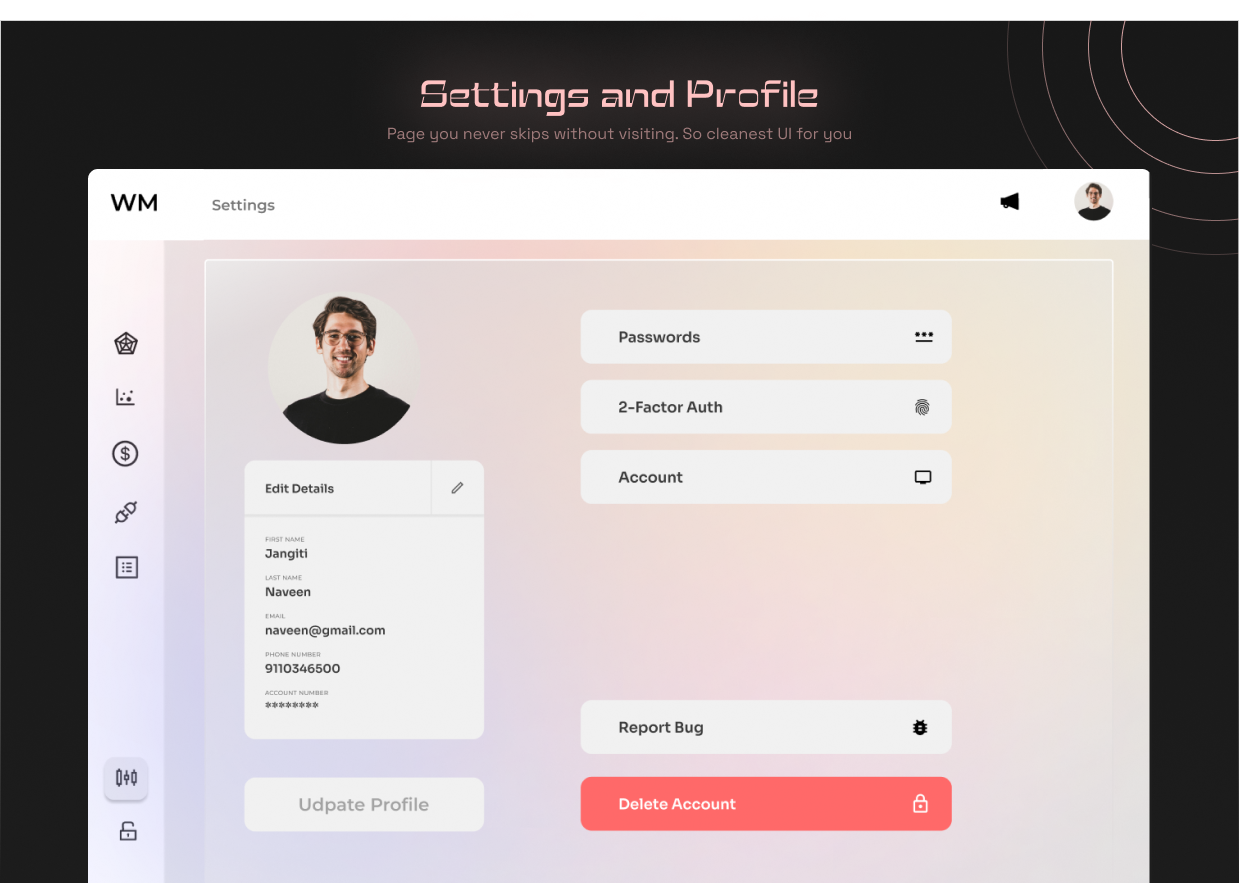 Settings and Profile
Page you never skips without visiting. So cleanest UI for you
WM
Settings
Edit Details
FIRST NAME
Jangiti
LAST NAME
Naveen
EMAIL
naveen@gmail.com
PHONE NUMBER
9110346500
ACCOUNT NUMBER
********
Udpate Profile
Passwords
2-Factor Auth
Account
Report Bug
Delete Account